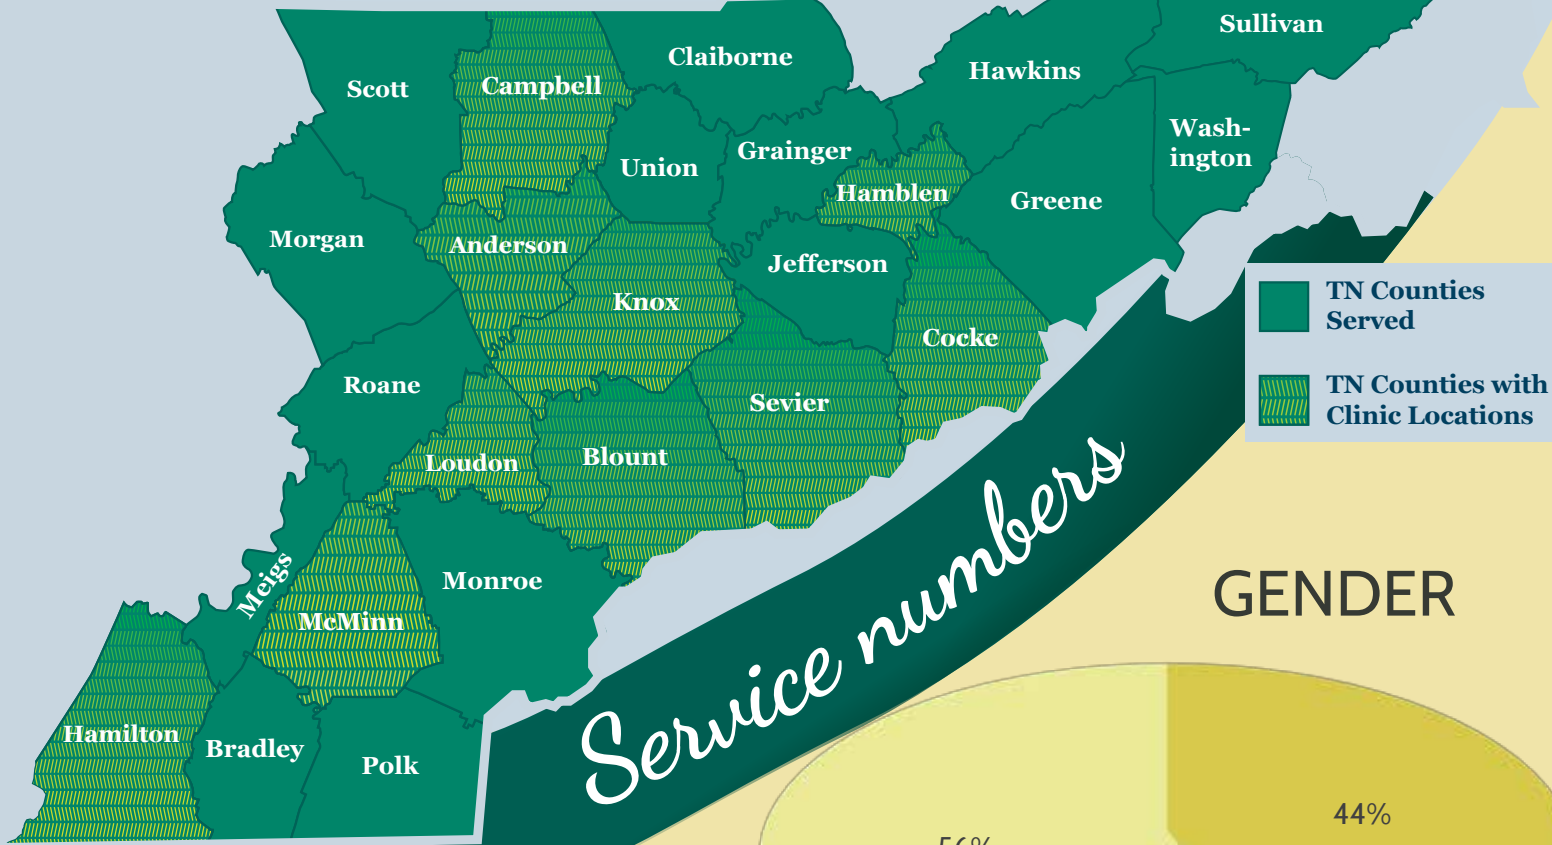 Sullivan
Claiborne
Hawkins
Scott
Campbell
Wash-
ington
Grainger
Union
Hamblen
Greene
Morgan
Anderson
Jefferson
Knox
Cocke
TN Counties
Served
Roane
Sevier
TN Counties with
Clinic Locations
Loudon
Blount
Meigs
Monroe
McMinn
Service numbers
GENDER
Hamilton
Bradley
Polk
44%
56%